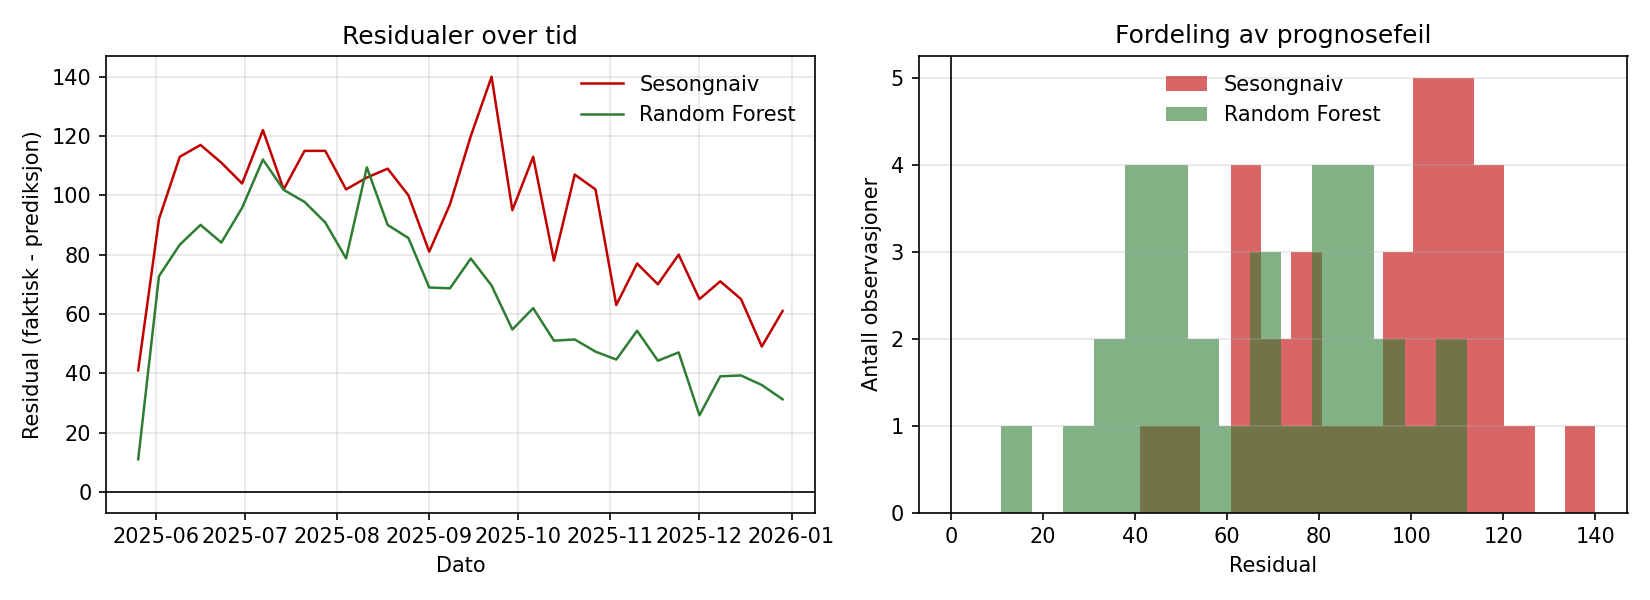 Residualer over tid
Residual (faktisk - prediksjon)
140
120
100
80
60
40
20
0
Sesongnaiv
Random Forest
2025-06 2025-07 2025-08 2025-09 2025-10 2025-11 2025-12 2026-01
Dato
Fordeling av prognosefeil
Antall observasjoner
5
4
3
2
1
0
Sesongnaiv
Random Forest
0 20 40 60 80 100 120 140
Residual